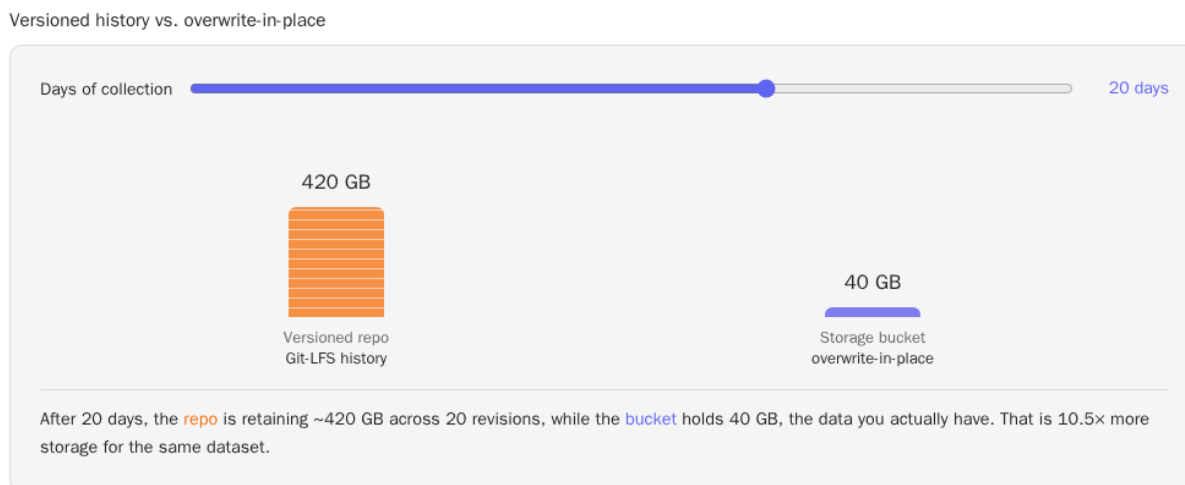 Versioned history vs. overwrite-in-place
Days of collection
20 days
420 GB
40 GB
Versioned repo
Git-LFS history
Storage bucket
overwrite-in-place
After 20 days, the repo is retaining ~420 GB across 20 revisions, while the bucket holds 40 GB, the data you actually have. That is 10.5× more
storage for the same dataset.